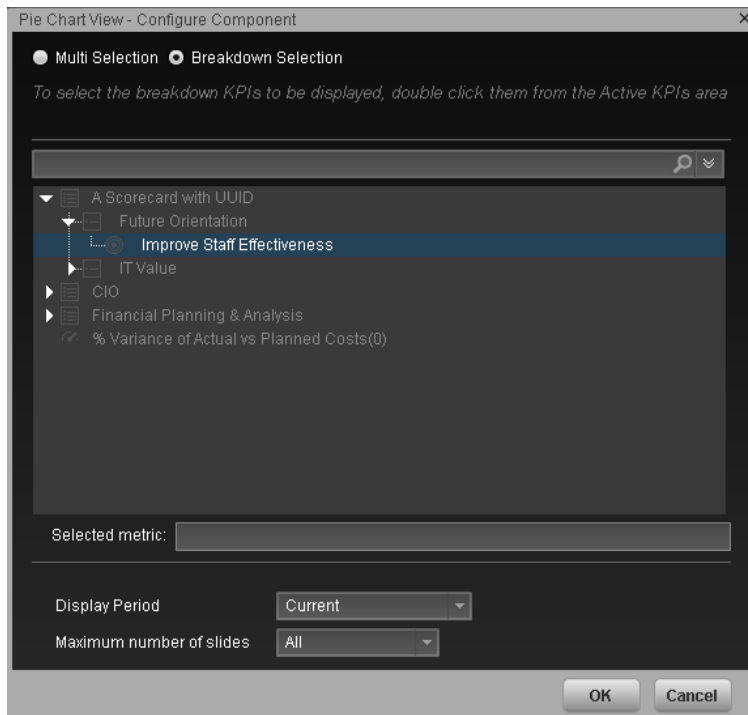 Pie Chart View - Configure Component
Multi Selection Breakdown Selection
To select the breakdown KPIs to be displayed, double click them from the Active KPIs area
A Scorecard with UUID
Future Orientation
Improve Staff Effectiveness
IT Value
CIO
Financial Planning & Analysis
% Variance of Actual vs Planned Costs(0)
Selected metric:
Display Period Current
Maximum number of slides All
OK Cancel